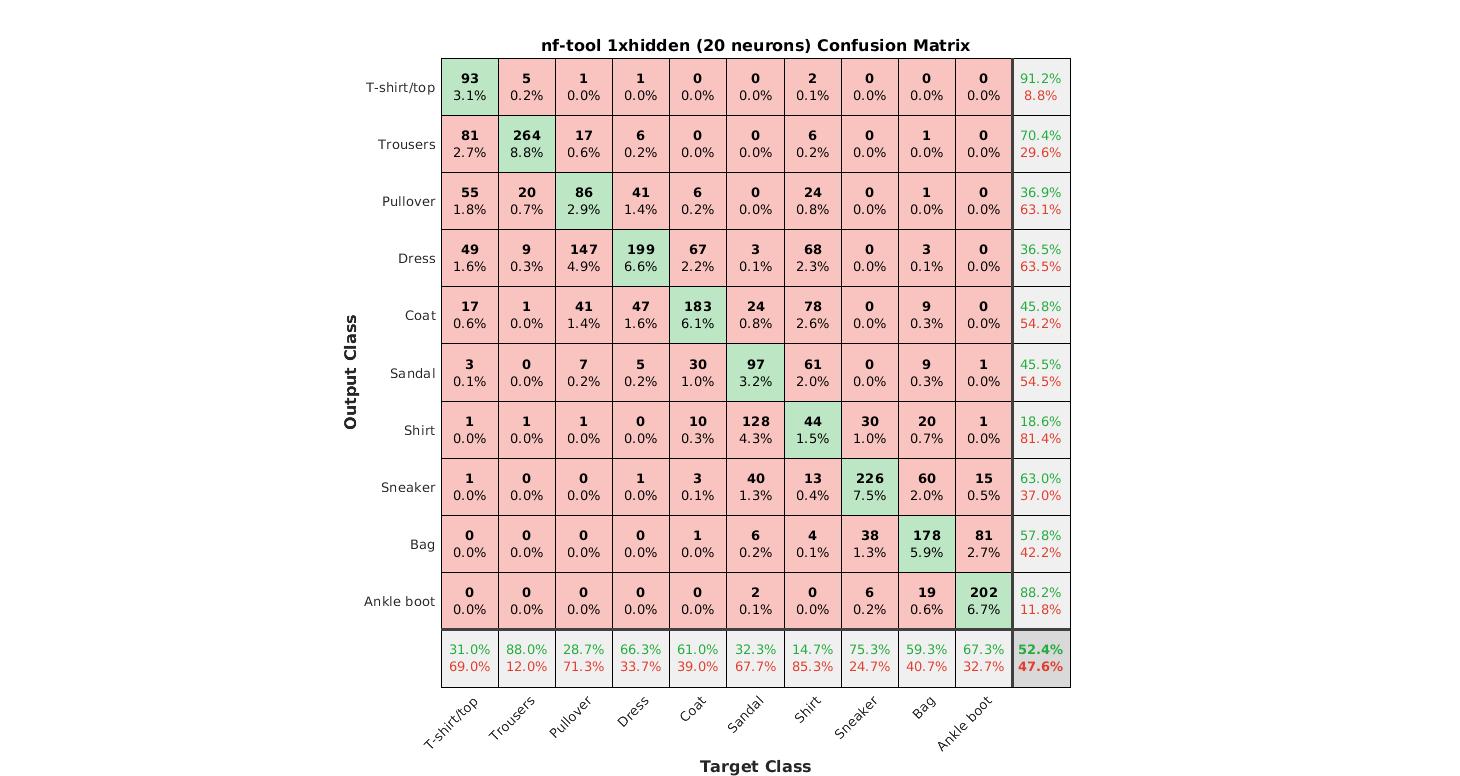 nf-tool 1xhidden (20 neurons) Confusion Matrix
T-shirt/top 93 5 1 1 0 0 2 0 0 0 91.2%
3.1% 0.2% 0.0% 0.0% 0.0% 0.0% 0.1% 0.0% 0.0% 0.0% 8.8%
Trousers 81 264 17 6 0 0 6 0 1 0 70.4%
2.7% 8.8% 0.6% 0.2% 0.0% 0.0% 0.2% 0.0% 0.0% 0.0% 29.6%
Pullover 55 20 86 41 6 0 24 0 1 0 36.9%
1.8% 0.7% 2.9% 1.4% 0.2% 0.0% 0.8% 0.0% 0.0% 0.0% 63.1%
Dress 49 9 147 199 67 3 68 0 3 0 36.5%
1.6% 0.3% 4.9% 6.6% 2.2% 0.1% 2.3% 0.0% 0.1% 0.0% 63.5%
Coat 17 1 41 47 183 24 78 0 9 0 45.8%
0.6% 0.0% 1.4% 1.6% 6.1% 0.8% 2.6% 0.0% 0.3% 0.0% 54.2%
Sandal 3 0 7 5 30 97 61 0 9 1 45.5%
0.1% 0.0% 0.2% 0.2% 1.0% 3.2% 2.0% 0.0% 0.3% 0.0% 54.5%
Shirt 1 1 1 0 10 128 44 30 20 1 18.6%
0.0% 0.0% 0.0% 0.0% 0.3% 4.3% 1.5% 1.0% 0.7% 0.0% 81.4%
Sneaker 1 0 0 1 3 40 13 226 60 15 63.0%
0.0% 0.0% 0.0% 0.0% 0.1% 1.3% 0.4% 7.5% 2.0% 0.5% 37.0%
Bag 0 0 0 0 1 6 4 38 178 81 57.8%
0.0% 0.0% 0.0% 0.0% 0.0% 0.2% 0.1% 1.3% 5.9% 2.7% 42.2%
Ankle boot 0 0 0 0 0 2 0 6 19 202 88.2%
0.0% 0.0% 0.0% 0.0% 0.0% 0.1% 0.0% 0.2% 0.6% 6.7% 11.8%
31.0% 88.0% 28.7% 66.3% 61.0% 32.3% 14.7% 75.3% 59.3% 67.3% 52.4%
69.0% 12.0% 71.3% 33.7% 39.0% 67.7% 85.3% 24.7% 40.7% 32.7% 47.6%
T-shirt/top Trousers Pullover Dress Coat Sandal Shirt Sneaker Bag Ankle boot
Target Class
Output Class